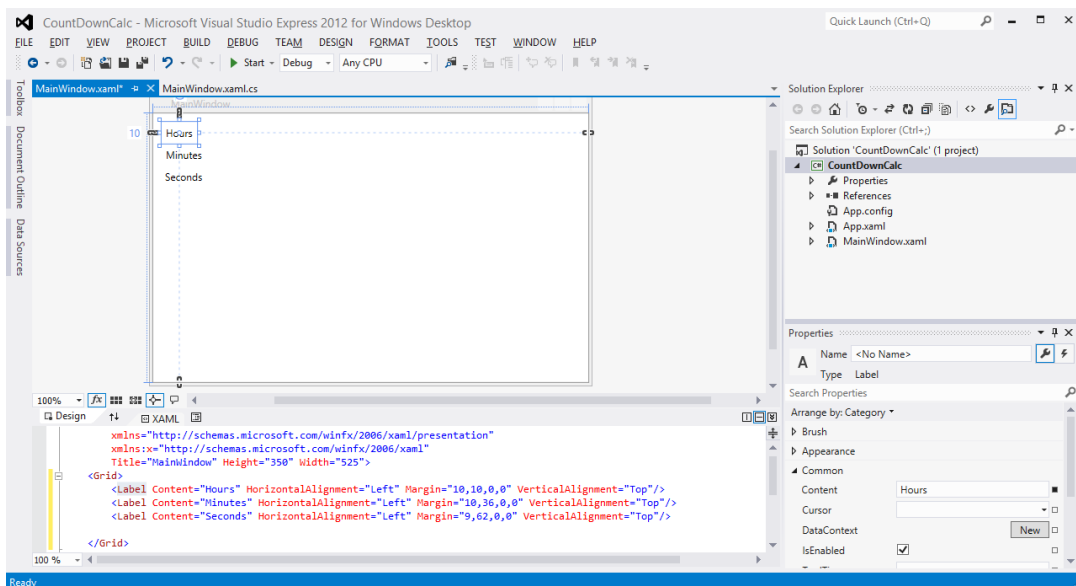 CountDownCalc - Microsoft Visual Studio Express 2012 for Windows Desktop
Quick Launch (Ctrl+Q)
FILE EDIT VIEW PROJECT BUILD DEBUG TEAM DESIGN FORMAT TOOLS TEST WINDOW HELP
Start Debug Any CPU
Toolbox
Document Outline
Data Sources
MainWindow.xaml* MainWindow.xaml.cs
MainWindow
10
Hours
Minutes
Seconds
100% fx
Design XAML
xmlns="http://schemas.microsoft.com/winfx/2006/xaml/presentation"
xmlns:x="http://schemas.microsoft.com/winfx/2006/xaml"
Title="MainWindow" Height="350" Width="525">
<Grid>
<Label Content="Hours" HorizontalAlignment="Left" Margin="10,10,0,0" VerticalAlignment="Top"/>
<Label Content="Minutes" HorizontalAlignment="Left" Margin="10,36,0,0" VerticalAlignment="Top"/>
<Label Content="Seconds" HorizontalAlignment="Left" Margin="9,62,0,0" VerticalAlignment="Top"/>
</Grid>
100 %
Solution Explorer
Search Solution Explorer (Ctrl+;)
Solution 'CountDownCalc' (1 project)
C# CountDownCalc
Properties
References
App.config
App.xaml
MainWindow.xaml
Properties
A
Name <No Name>
Type Label
Search Properties
Arrange by: Category
Brush
Appearance
Common
Content Hours
Cursor
DataContext New
IsEnabled
Ready